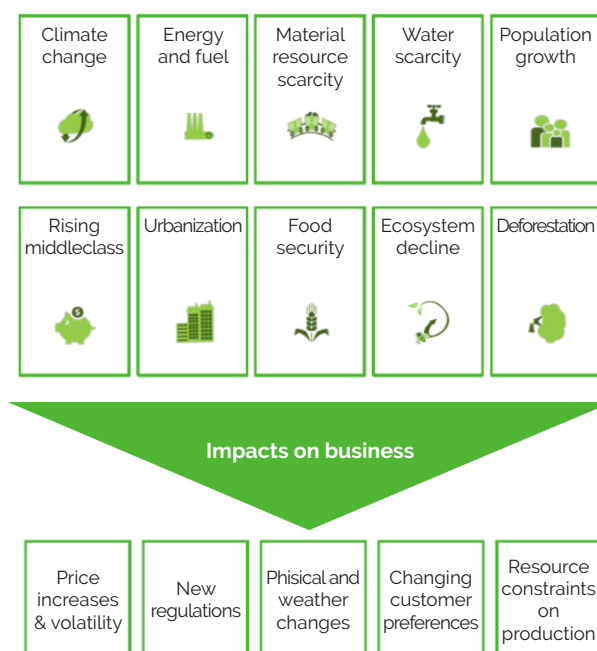 Climate
change
Energy
and fuel
Material
resource
scarcity
Water
scarcity
Population
growth
Rising
middleclass
Urbanization
Food
security
Ecosystem
decline
Deforestation
$
Impacts on business
Price
increases
& volatility
New
regulations
Phisical and
weather
changes
Changing
customer
preferences
Resource
constraints
on
production